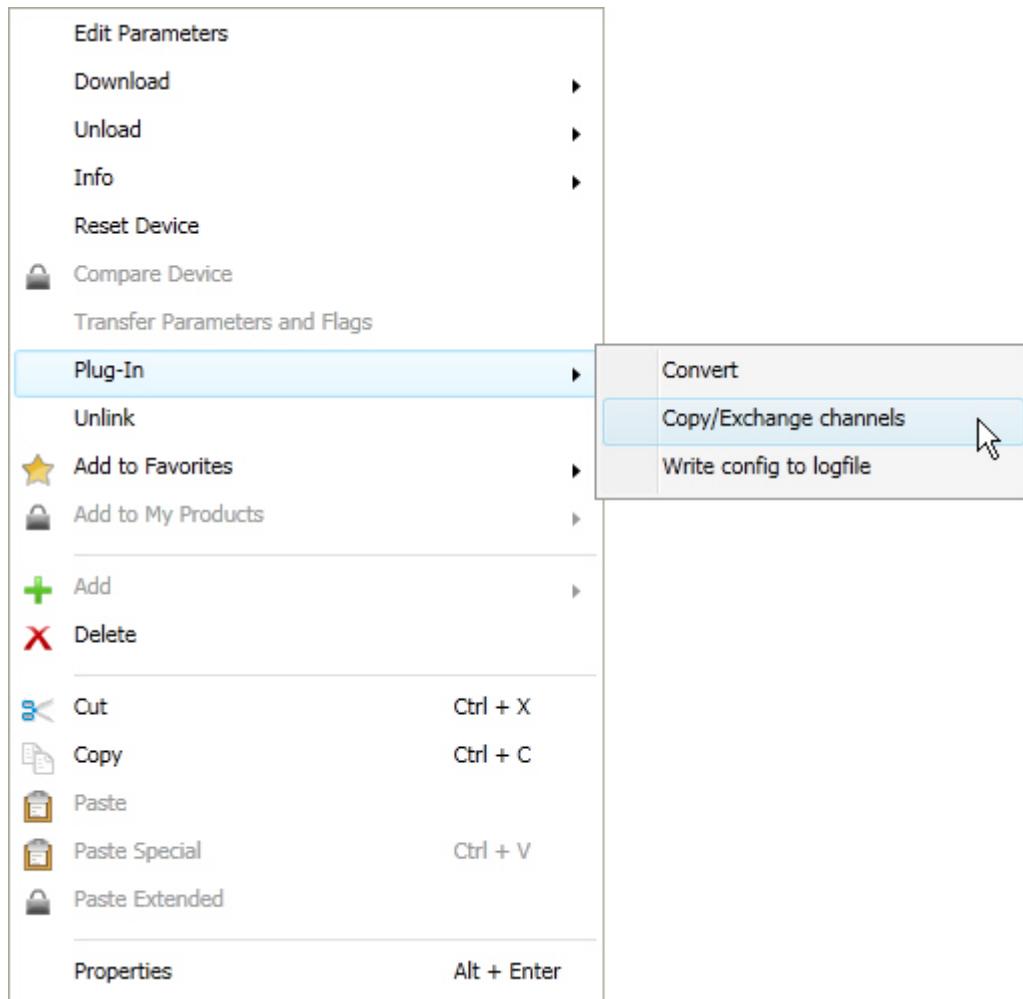 Edit Parameters
Download
Unload
Info
Reset Device
Compare Device
Transfer Parameters and Flags
Plug-In
Convert
Unlink
Copy/Exchange channels
Add to Favorites
Write config to logfile
Add to My Products
Add
Delete
Cut Ctrl + X
Copy Ctrl + C
Paste
Paste Special Ctrl + V
Paste Extended
Properties Alt + Enter